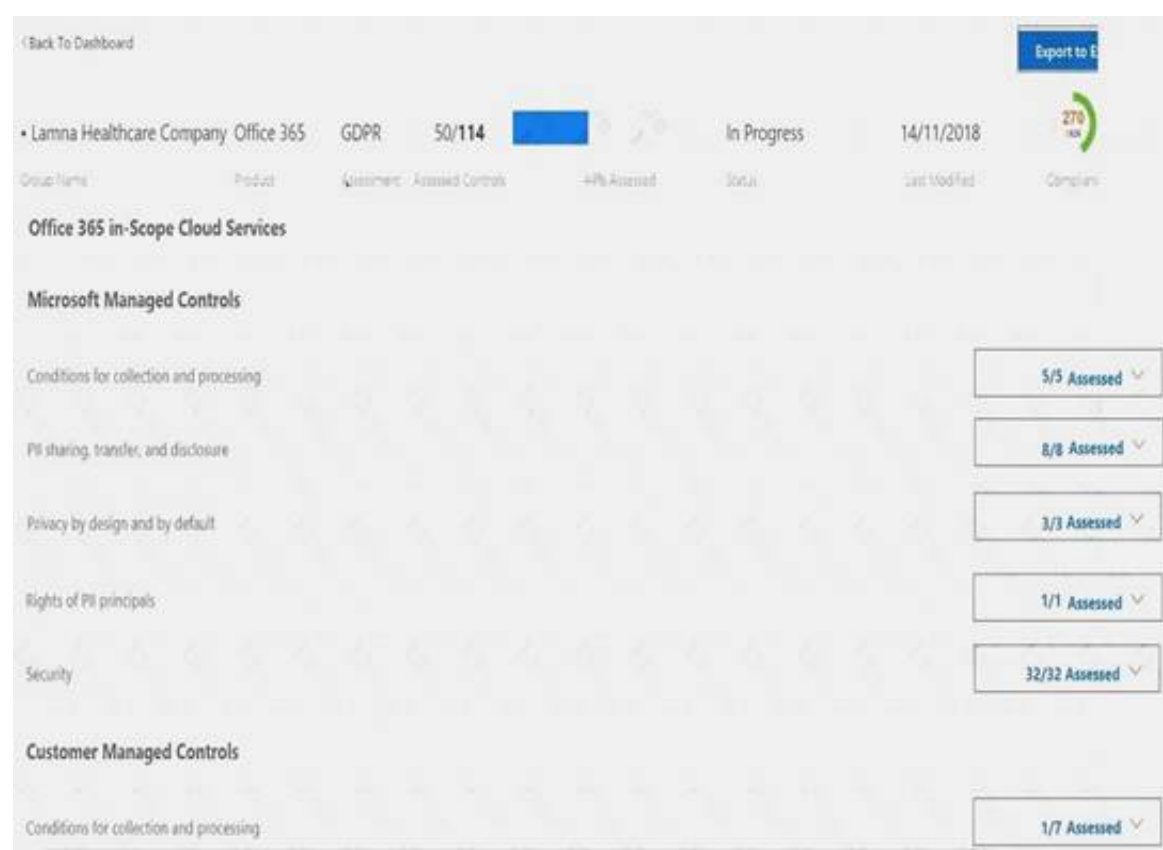 Back To Dashboard
Export to E
• Lamna Healthcare Company Office 365 GDPR 50/114 In Progress 14/11/2018 270
Group Name Product Assessment Assessed Controls 44% Assessed Status Last Modified Complian
Office 365 in-Scope Cloud Services
Microsoft Managed Controls
Conditions for collection and processing 5/5 Assessed
PII sharing, transfer, and disclosure 8/8 Assessed
Privacy by design and by default 3/3 Assessed
Rights of PII principals 1/1 Assessed
Security 32/32 Assessed
Customer Managed Controls
Conditions for collection and processing 1/7 Assessed